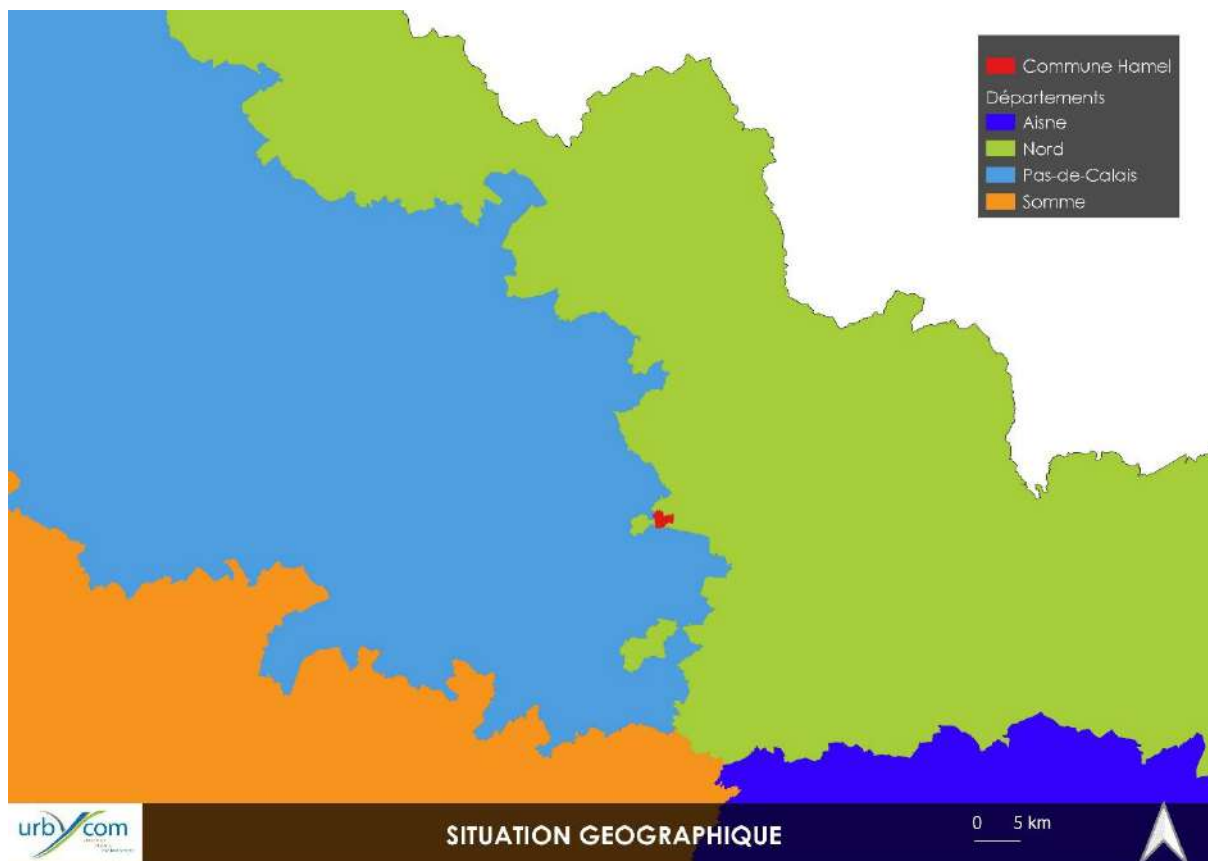 Commune Hamel
Départements
Aisne
Nord
Pas-de-Calais
Somme
urbycom
SITUATION GEOGRAPHIQUE
0 5 km